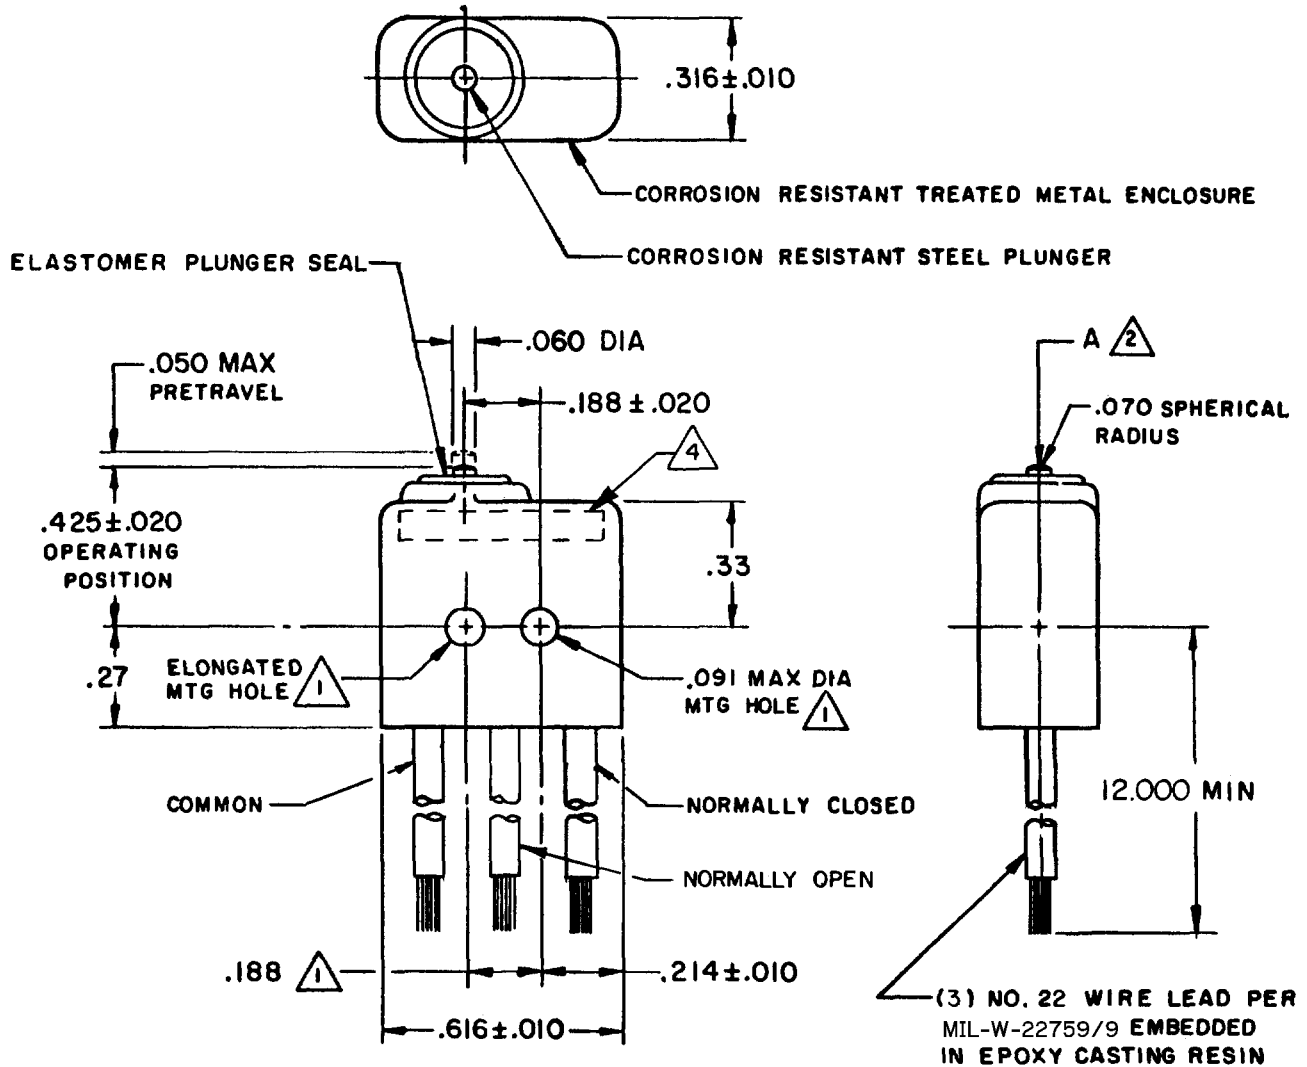 .316±.010
CORROSION RESISTANT TREATED METAL ENCLOSURE
CORROSION RESISTANT STEEL PLUNGER
ELASTOMER PLUNGER SEAL
.060 DIA
A 2
.050 MAX
PRETRAVEL
.188±.020
.070 SPHERICAL
RADIUS
4
.425±.020
OPERATING
POSITION
.33
.27
ELONGATED
MTG HOLE 1
.091 MAX DIA
MTG HOLE 1
COMMON
NORMALLY CLOSED
12.000 MIN
NORMALLY OPEN
.188 1
.214±.010
.616±.010
(3) NO. 22 WIRE LEAD PER
MIL-W-22759/9 EMBEDDED
IN EPOXY CASTING RESIN